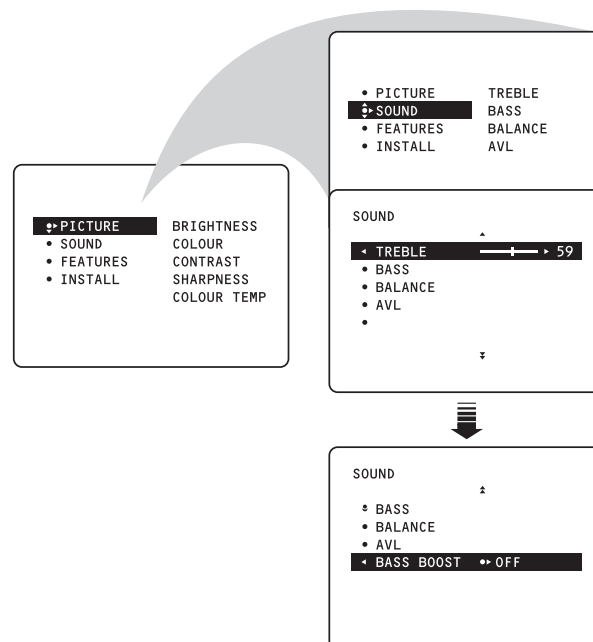 PICTURE BRIGHTNESS
SOUND COLOUR
FEATURES CONTRAST
INSTALL SHARPNESS
COLOUR TEMP
PICTURE TREBLE
SOUND BASS
FEATURES BALANCE
INSTALL AVL
SOUND
TREBLE 59
BASS
BALANCE
AVL
SOUND
BASS
BALANCE
AVL
BASS BOOST OFF